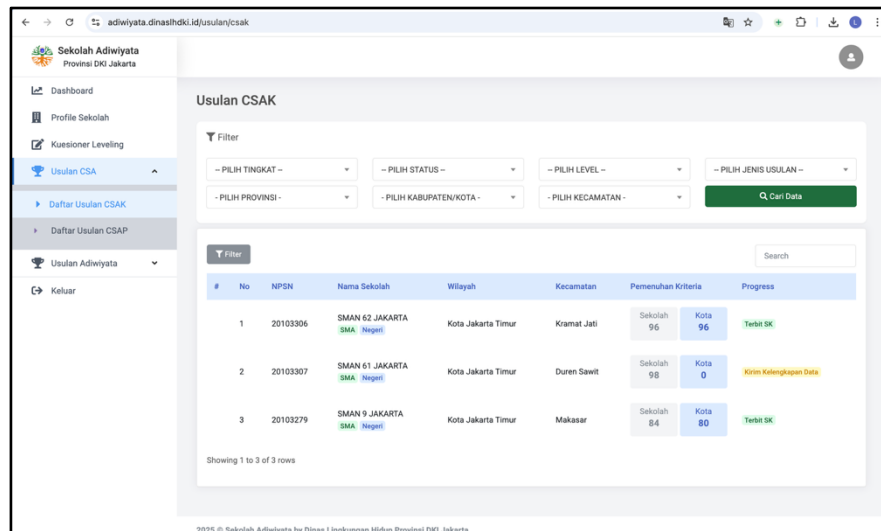 adiwiyata.dinaslhdki.id/usulan/csak
L
Sekolah Adiwiyata
Provinsi DKI Jakarta
Dashboard
Profile Sekolah
Kuesioner Leveling
Usulan CSA
Daftar Usulan CSAK
Daftar Usulan CSAP
Usulan Adiwiyata
Keluar
Usulan CSAK
Filter
-- PILIH TINGKAT -- -- PILIH STATUS -- -- PILIH LEVEL -- -- PILIH JENIS USULAN --
- PILIH PROVINSI - - PILIH KABUPATEN/KOTA - - PILIH KECAMATAN - Cari Data
Filter Search
# No NPSN Nama Sekolah Wilayah Kecamatan Pemenuhan Kriteria Progress
1 20103306 SMAN 62 JAKARTA SMA Negeri Kota Jakarta Timur Kramat Jati Sekolah 96 Kota 96 Terbit SK
2 20103307 SMAN 61 JAKARTA SMA Negeri Kota Jakarta Timur Duren Sawit Sekolah 98 Kota 0 Kirim Kelengkapan Data
3 20103279 SMAN 9 JAKARTA SMA Negeri Kota Jakarta Timur Makasar Sekolah 84 Kota 80 Terbit SK
Showing 1 to 3 of 3 rows
2025 © Sekolah Adiwiyata by Dinas Lingkungan Hidup Provinsi DKI Jakarta